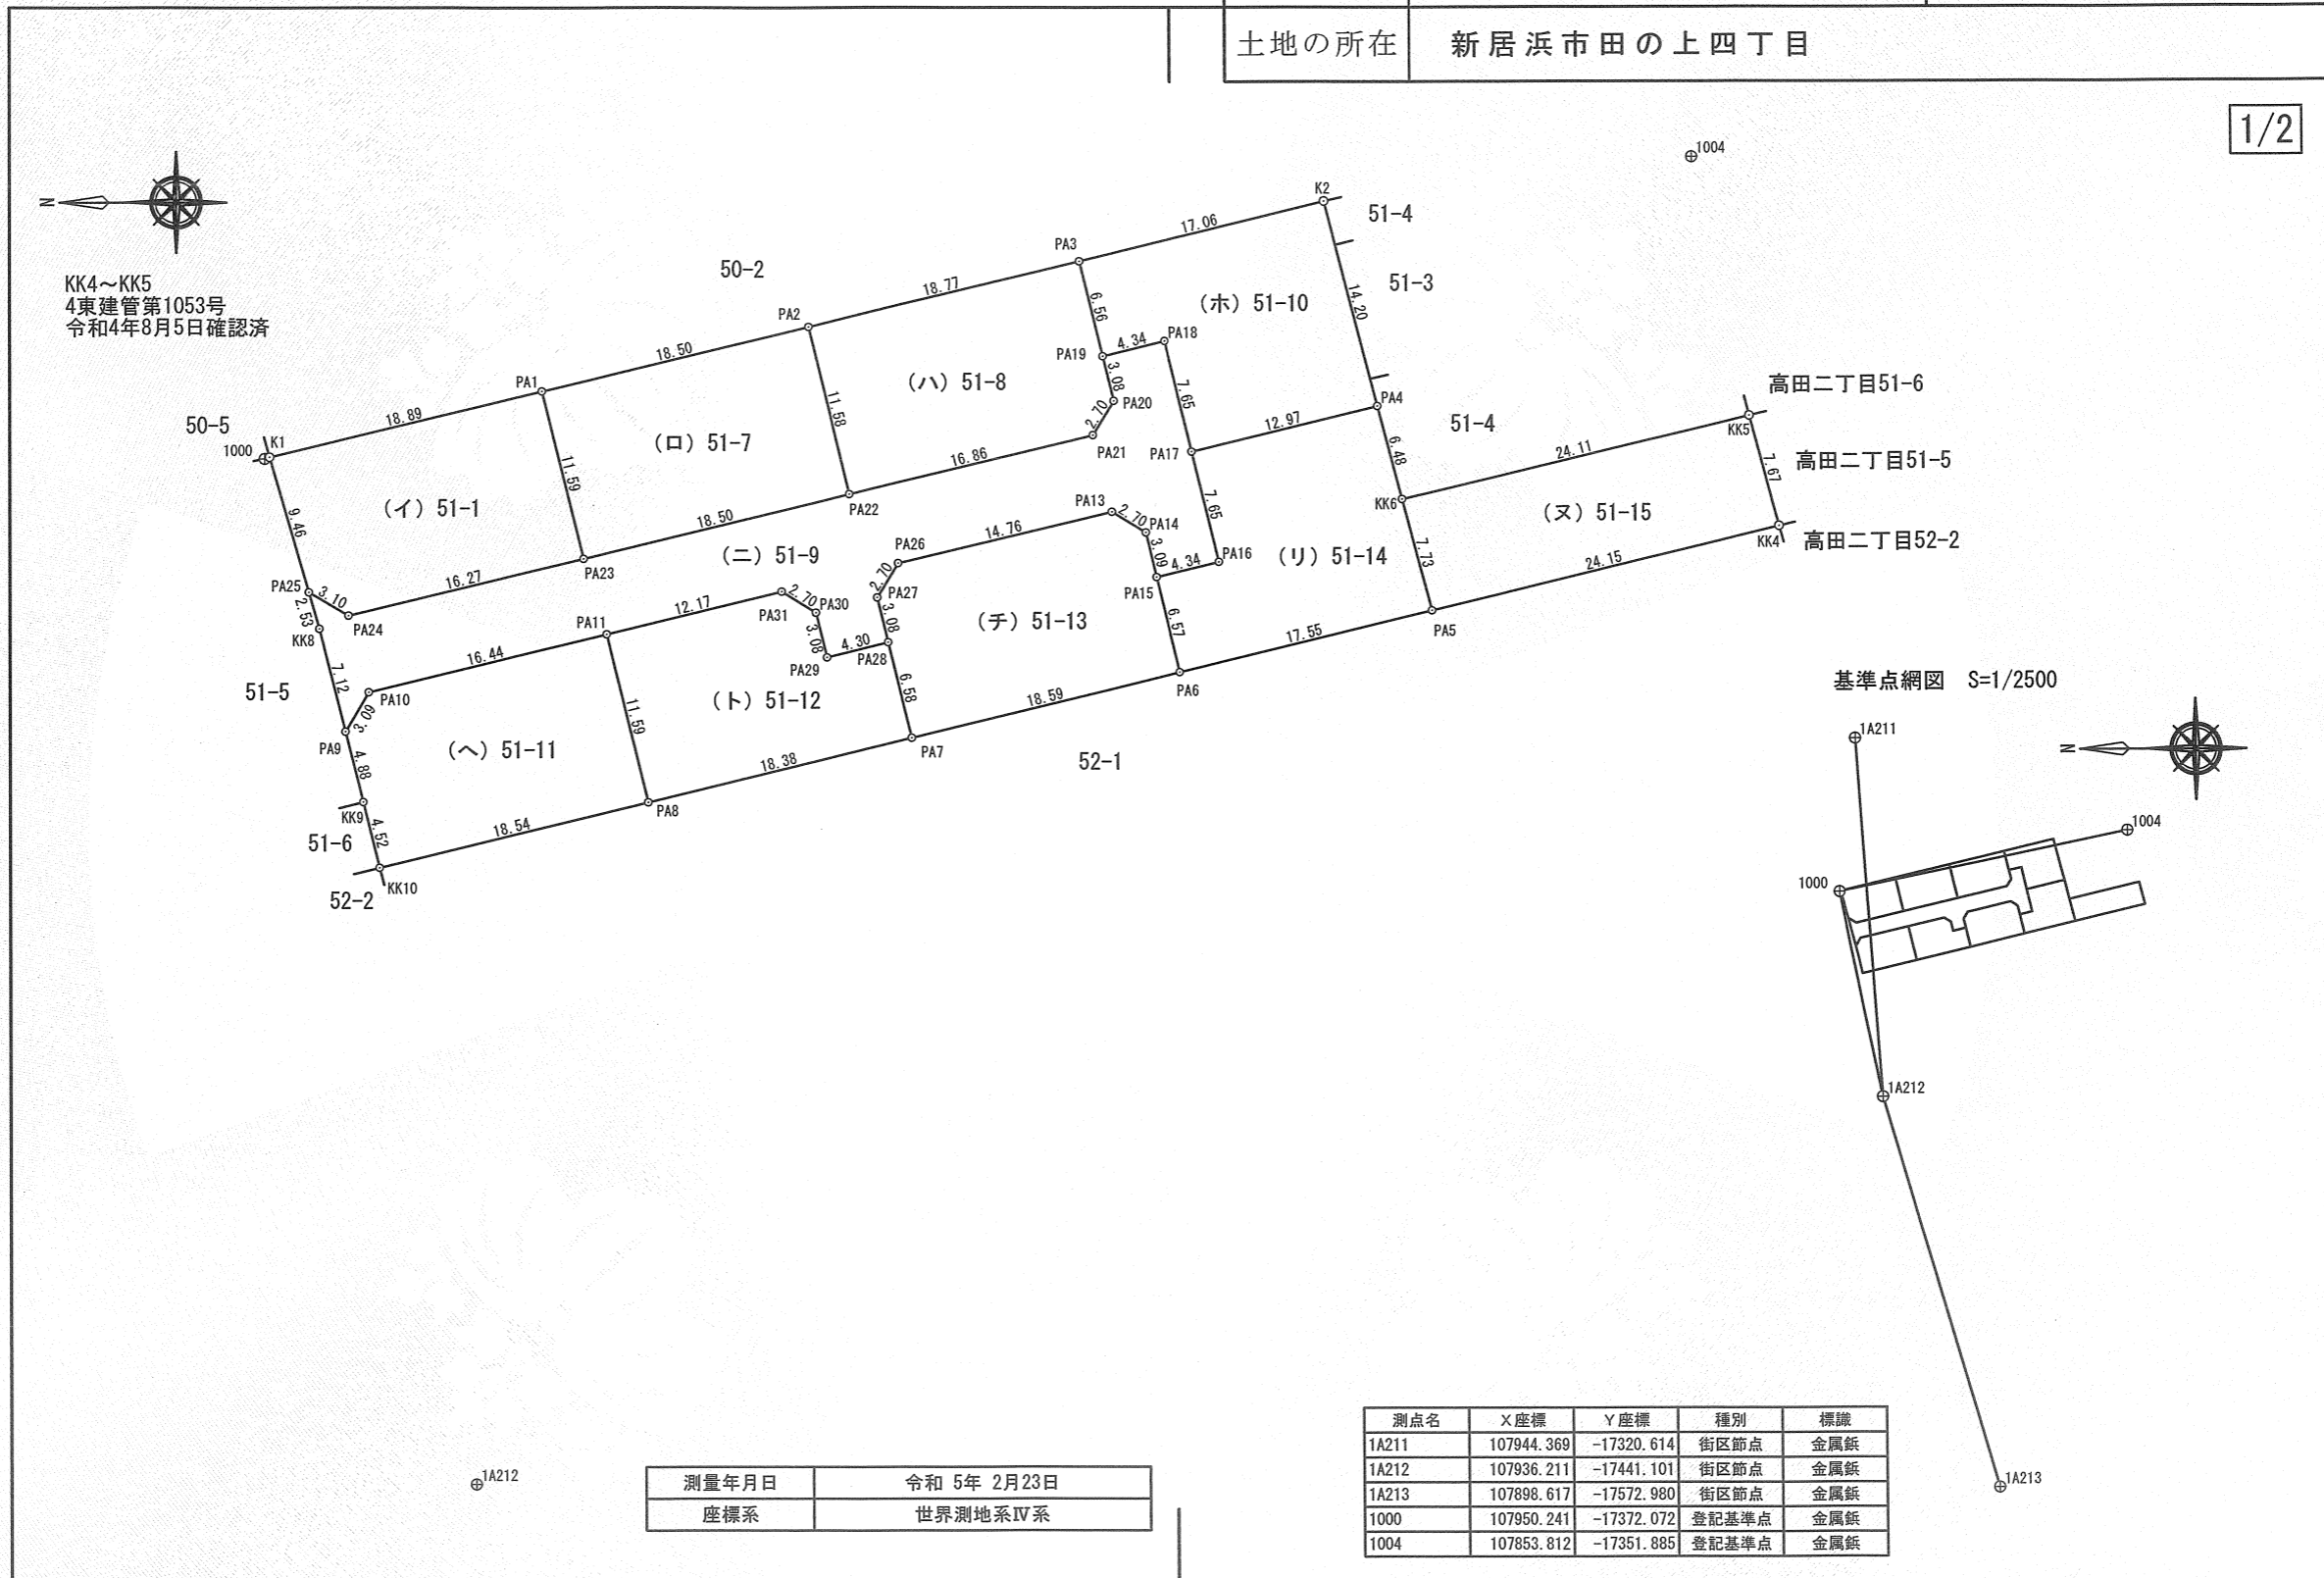 土地の所在 新居浜市田の上四丁目
1/2
1004
N
KK4～KK5
4東建管第1053号
令和4年8月5日確認済
K2
51-4
17.06
PA3
50-2
18.77
51-3
14.20
(ホ) 51-10
6.56
PA2
18.50
PA18
4.34
PA19
3.08
PA20
2.70
PA21
7.65
(ハ) 51-8
11.58
PA1
18.89
50-5
K1
1000
高田二丁目51-6
PA4
51-4
12.97
KK5
24.11
7.67
高田二丁目51-5
6.48
PA17
16.86
(ロ) 51-7
11.59
(イ) 51-1
9.46
PA22
18.50
PA13
2.70
PA14
14.76
7.65
KK6
(ヌ) 51-15
KK4
高田二丁目52-2
24.15
3.09
PA16
4.34
PA15
(リ) 51-14
7.73
PA26
2.70
PA27
(ニ) 51-9
PA23
16.27
PA25
3.10
PA24
2.53
KK8
PA31
2.70
PA30
12.17
PA11
3.08
3.08
4.30
PA29
PA28
(チ) 51-13
6.57
17.55
PA5
16.44
7.12
51-5
PA10
3.09
PA9
(ト) 51-12
6.58
11.59
18.59
PA6
PA7
52-1
(ヘ) 51-11
4.88
18.38
PA8
KK9
4.52
51-6
18.54
KK10
52-2
基準点網図 S=1/2500
1A211
N
1004
1000
1A212
1A213
1A212
測量年月日 令和 5年 2月23日
座標系 世界測地系Ⅳ系
測点名 X座標 Y座標 種別 標識
1A211 107944.369 -17320.614 街区節点 金属鋲
1A212 107936.211 -17441.101 街区節点 金属鋲
1A213 107898.617 -17572.980 街区節点 金属鋲
1000 107950.241 -17372.072 登記基準点 金属鋲
1004 107853.812 -17351.885 登記基準点 金属鋲